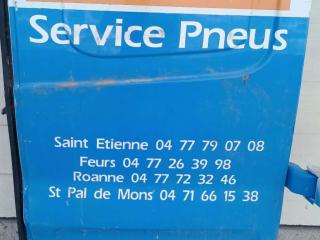 Service Pneus
Saint Etienne 04 77 79 07 08
Feurs 04 77 26 39 98
Roanne 04 77 72 32 46
St Pal de Mons 04 71 66 15 38